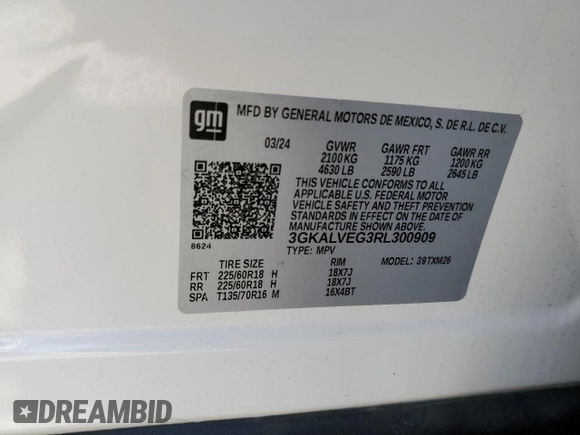 gm
MFD BY GENERAL MOTORS DE MEXICO, S. DE R.L. DE C.V.
03/24 GVWR GAWR FRT GAWR RR
2100 KG 1175 KG 1200 KG
4630 LB 2590 LB 2645 LB
THIS VEHICLE CONFORMS TO ALL
APPLICABLE U.S. FEDERAL MOTOR
VEHICLE SAFETY AND THEFT PREVENTION
STANDARDS IN EFFECT ON THE DATE OF
MANUFACTURE SHOWN ABOVE.
8624 3GKALVEG3RL300909
TYPE: MPV MODEL: 39TXM26
TIRE SIZE RIM
FRT 225/60R18 H 18X7J
RR 225/60R18 H 18X7J
SPA T135/70R16 M 16X4BT
DREAMBID